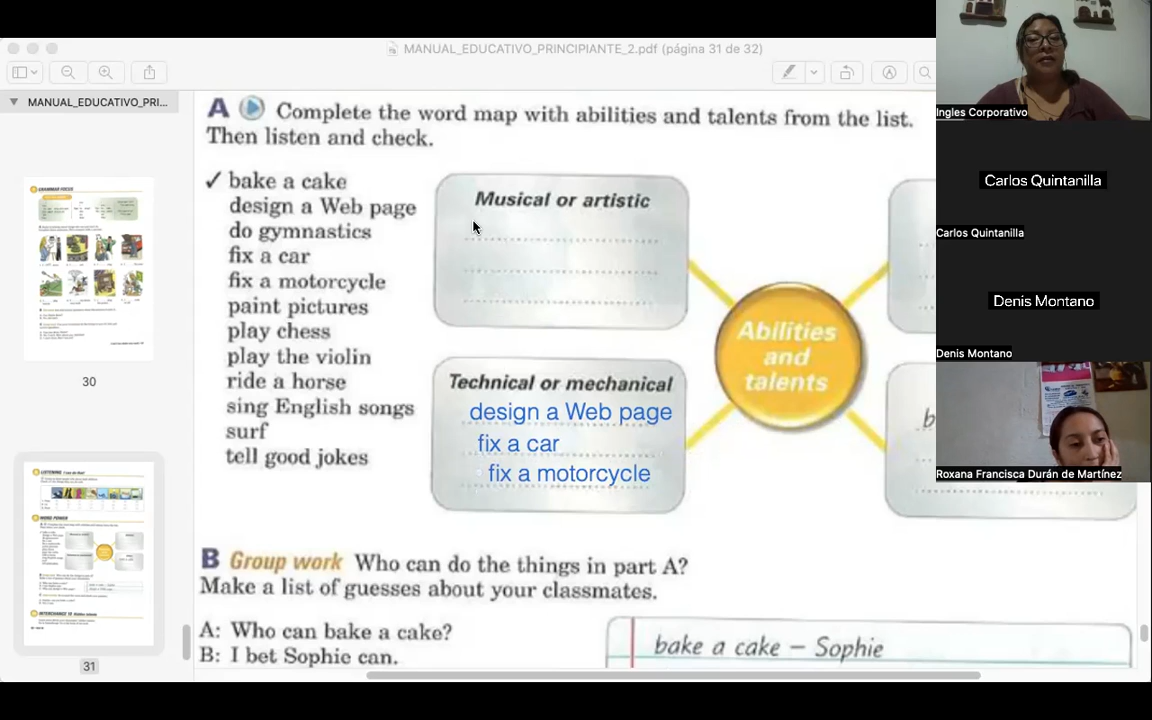 MANUAL_EDUCATIVO_PRINCIPIANTE_2.pdf (página 31 de 32)
MANUAL_EDUCATIVO_PRI...
30
31
A Complete the word map with abilities and talents from the list.
Then listen and check.
✓ bake a cake
design a Web page
do gymnastics
fix a car
fix a motorcycle
paint pictures
play chess
play the violin
ride a horse
sing English songs
surf
tell good jokes
Musical or artistic
Technical or mechanical
design a Web page
fix a car
fix a motorcycle
Abilities
and
talents
b
B Group work Who can do the things in part A?
Make a list of guesses about your classmates.
A: Who can bake a cake?
B: I bet Sophie can.
bake a cake – Sophie
Ingles Corporativo
Carlos Quintanilla
Carlos Quintanilla
Denis Montano
Denis Montano
Roxana Francisca Durán de Martínez